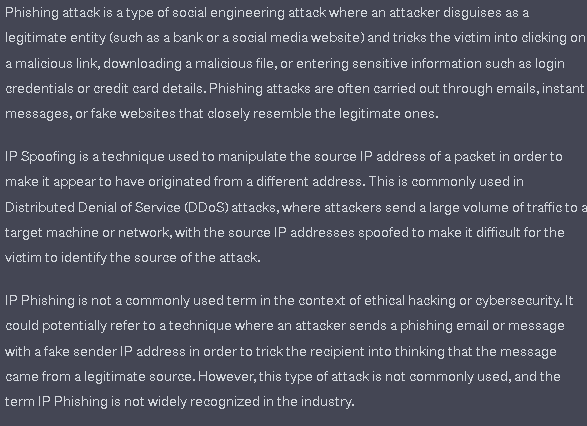 Phishing attack is a type of social engineering attack where an attacker disguises as a
legitimate entity (such as a bank or a social media website) and tricks the victim into clicking on
a malicious link, downloading a malicious file, or entering sensitive information such as login
credentials or credit card details. Phishing attacks are often carried out through emails, instant
messages, or fake websites that closely resemble the legitimate ones.
IP Spoofing is a technique used to manipulate the source IP address of a packet in order to
make it appear to have originated from a different address. This is commonly used in
Distributed Denial of Service (DDoS) attacks, where attackers send a large volume of traffic to a
target machine or network, with the source IP addresses spoofed to make it difficult for the
victim to identify the source of the attack.
IP Phishing is not a commonly used term in the context of ethical hacking or cybersecurity. It
could potentially refer to a technique where an attacker sends a phishing email or message
with a fake sender IP address in order to trick the recipient into thinking that the message
came from a legitimate source. However, this type of attack is not commonly used, and the
term IP Phishing is not widely recognized in the industry.